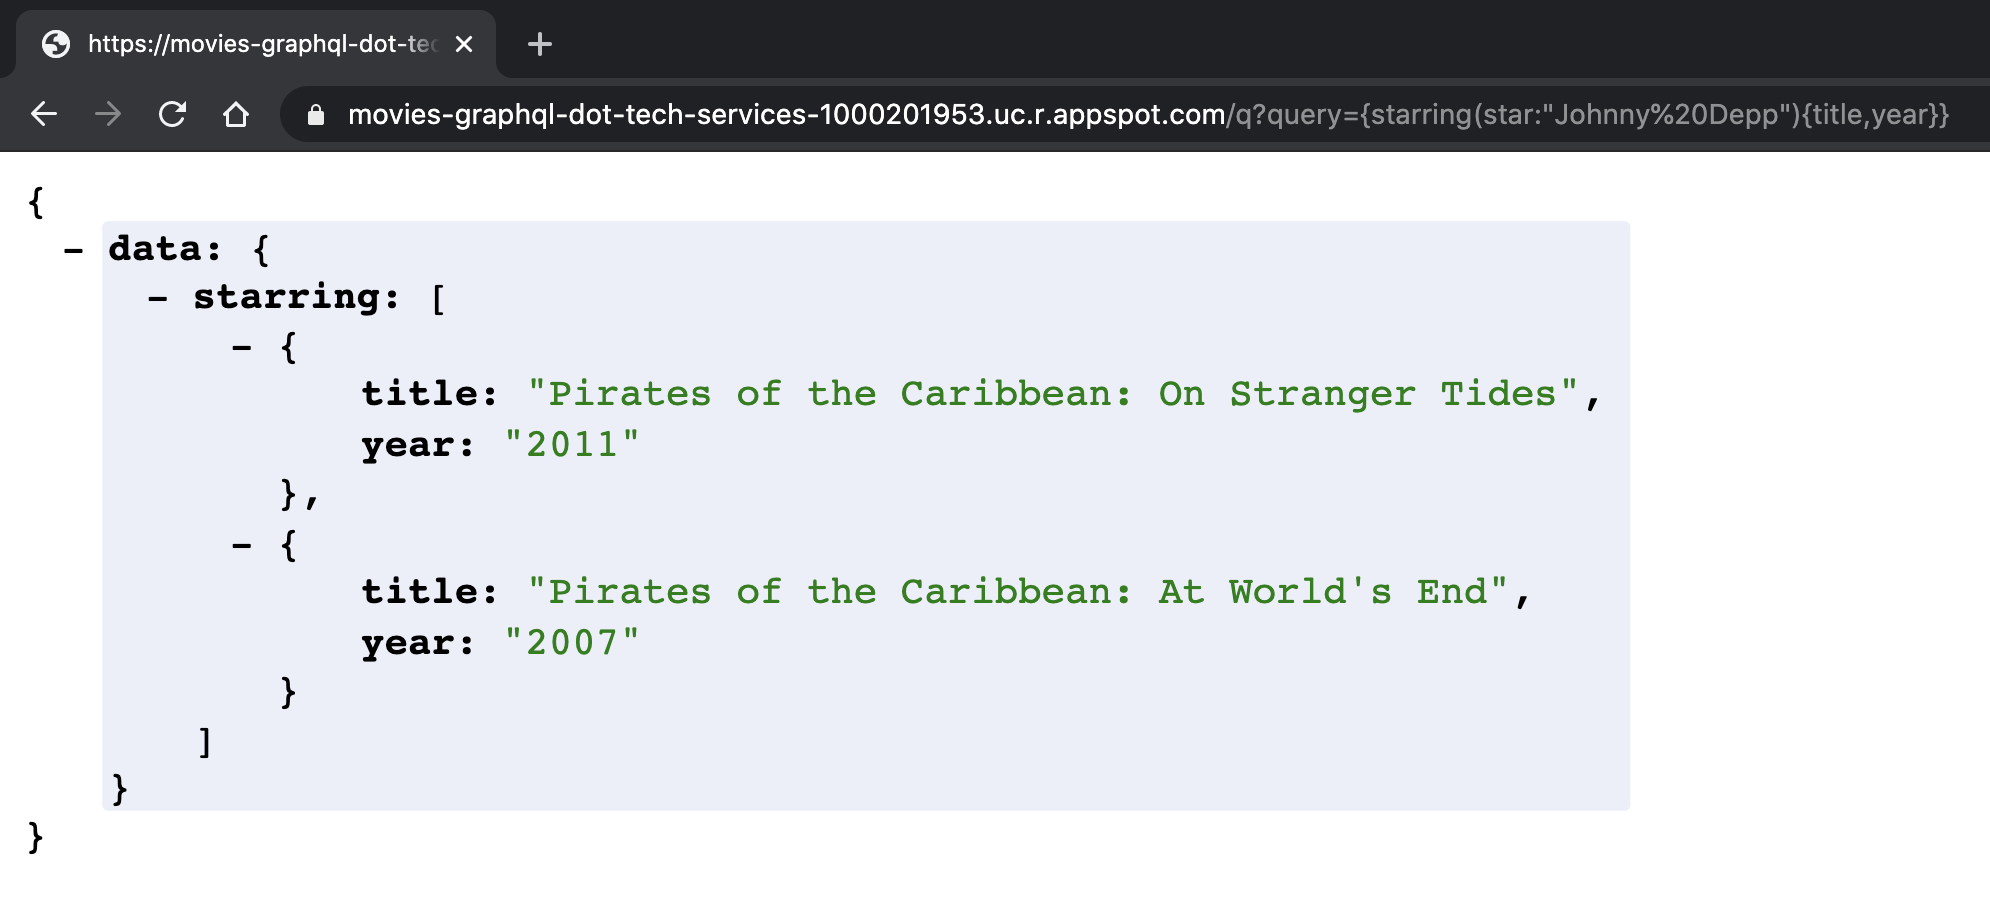 https://movies-graphql-dot-tec
movies-graphql-dot-tech-services-1000201953.uc.r.appspot.com/q?query={starring(star:"Johnny%20Depp"){title,year}}
{
- data: {
- starring: [
- {
title: "Pirates of the Caribbean: On Stranger Tides",
year: "2011"
},
- {
title: "Pirates of the Caribbean: At World's End",
year: "2007"
}
]
}
}